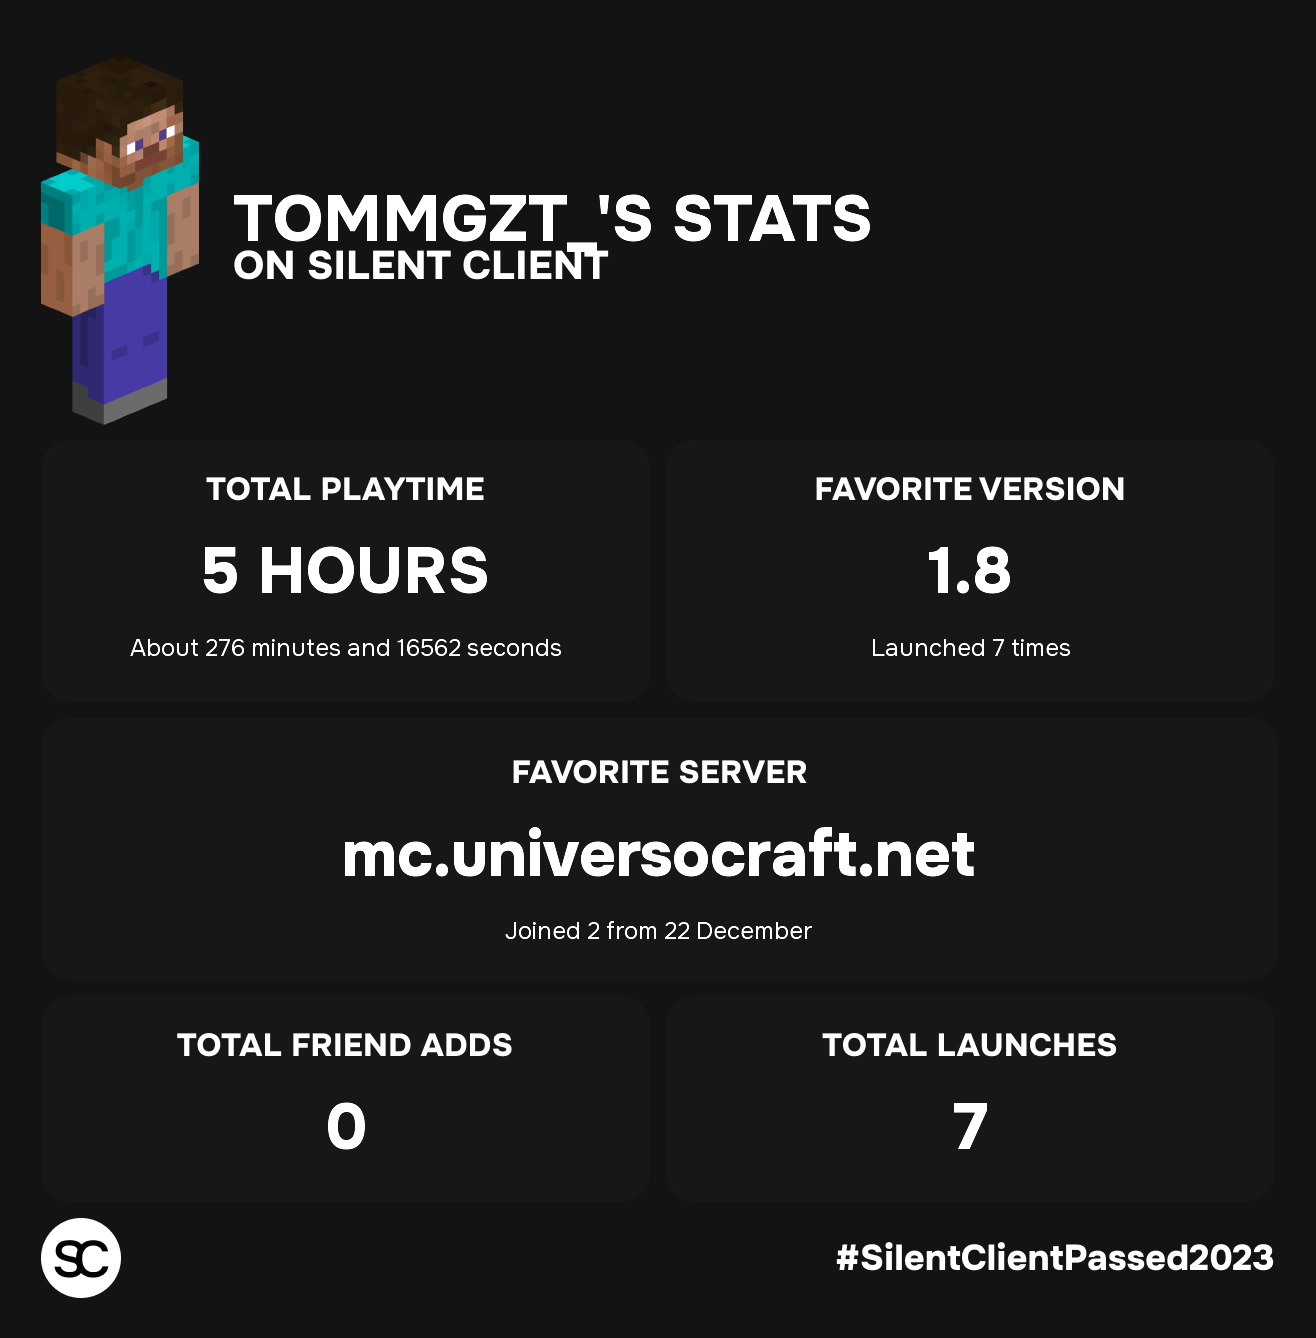 TOMMGZT_'S STATS
ON SILENT CLIENT
TOTAL PLAYTIME
5 HOURS
About 276 minutes and 16562 seconds
FAVORITE VERSION
1.8
Launched 7 times
FAVORITE SERVER
mc.universocraft.net
Joined 2 from 22 December
TOTAL FRIEND ADDS
0
TOTAL LAUNCHES
7
SC
#SilentClientPassed2023